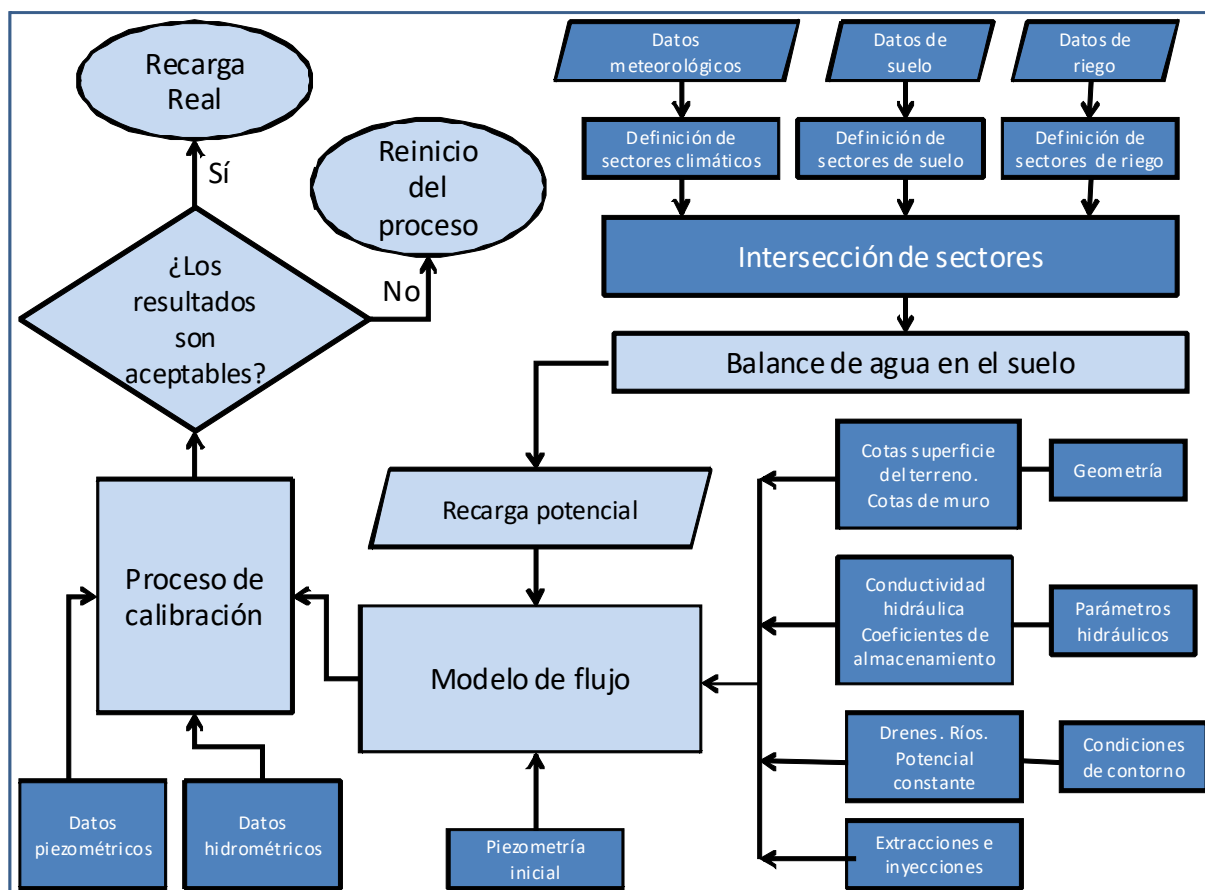 Recarga
Real
Sí
Reinicio
del
proceso
No
¿Los
resultados
son
aceptables?
Datos
meteorológicos
Datos de
suelo
Datos de
riego
Definición de
sectores climáticos
Definición de
sectores de suelo
Definición de
sectores de riego
Intersección de sectores
Balance de agua en el suelo
Recarga potencial
Cotas superficie
del terreno.
Cotas de muro
Geometría
Proceso de
calibración
Modelo de flujo
Conductividad
hidráulica
Coeficientes de
almacenamiento
Parámetros
hidráulicos
Drenes. Ríos.
Potencial
constante
Condiciones
de contorno
Datos
piezométricos
Datos
hidrométricos
Piezometría
inicial
Extracciones e
inyecciones